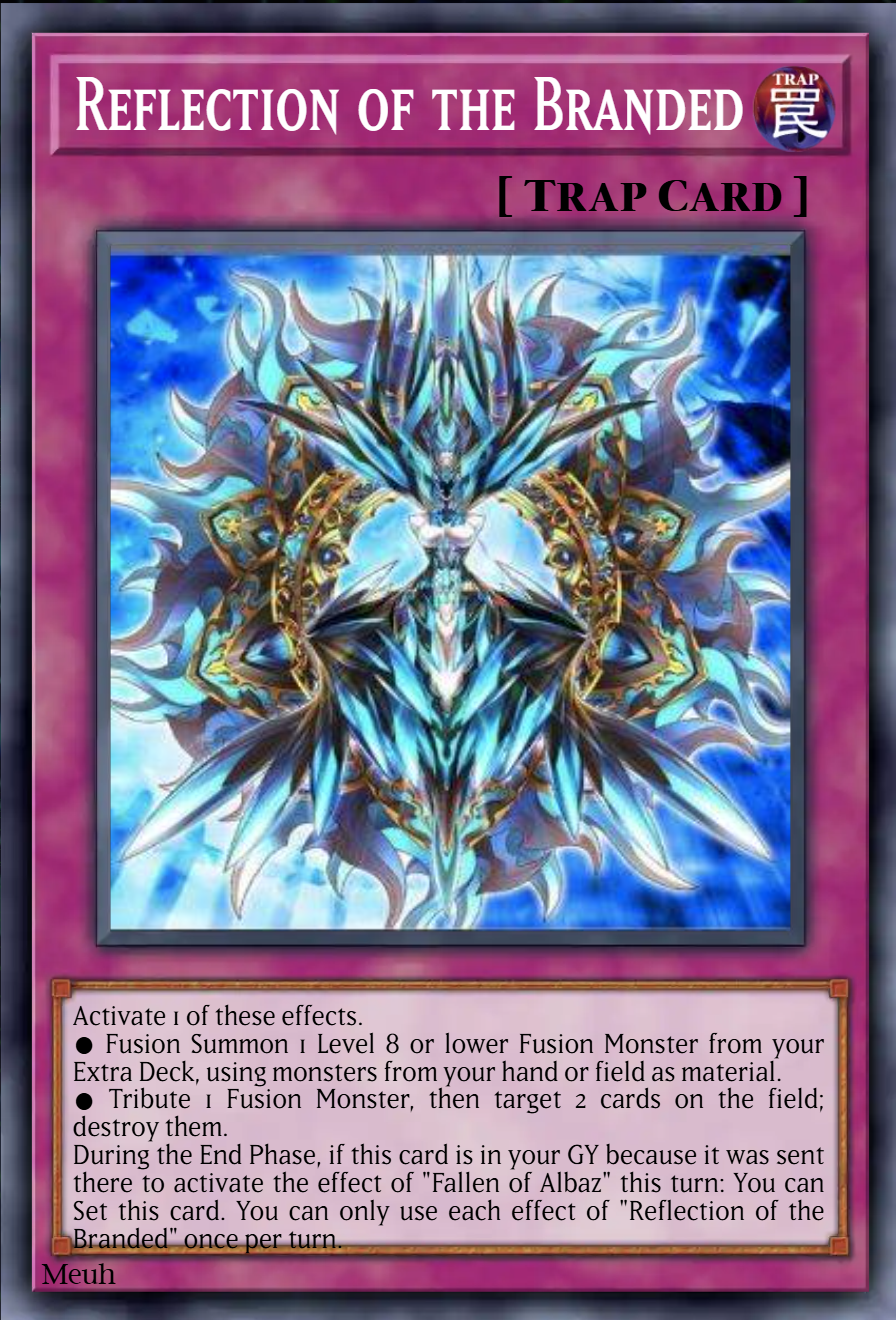 Reflection of the Branded
TRAP
罠
[ Trap Card ]
Activate 1 of these effects.
● Fusion Summon 1 Level 8 or lower Fusion Monster from your
Extra Deck, using monsters from your hand or field as material.
● Tribute 1 Fusion Monster, then target 2 cards on the field;
destroy them.
During the End Phase, if this card is in your GY because it was sent
there to activate the effect of "Fallen of Albaz" this turn: You can
Set this card. You can only use each effect of "Reflection of the
Branded" once per turn.
Meuh